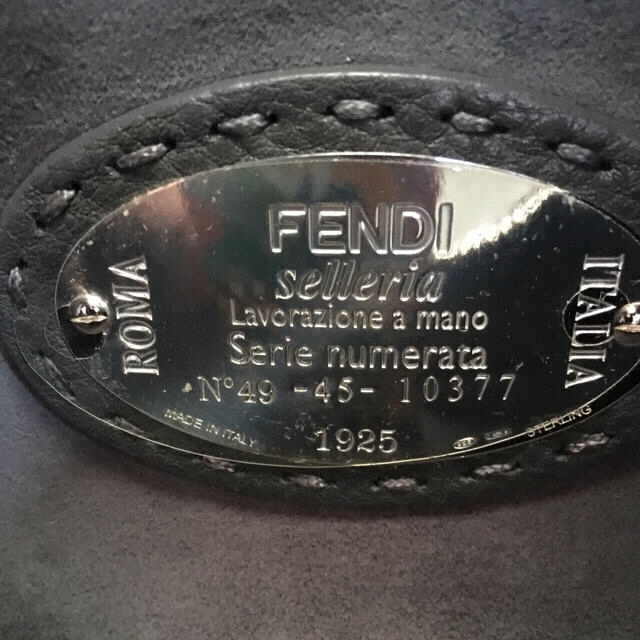 FENDI
selleria
Lavorazione a mano
Serie numerata
N° 49 -45- 10377
1925
ROMA
ITALIA
MADE IN ITALY
STERLING